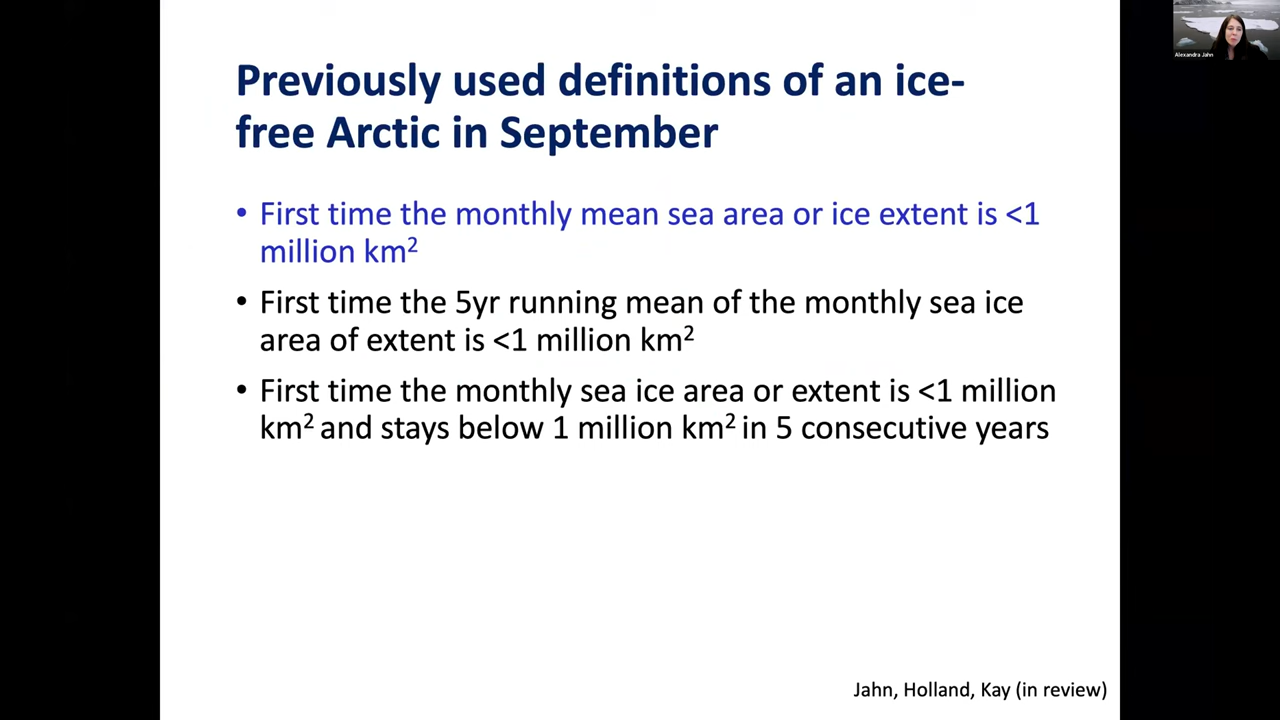 Alexandra Jahn
Previously used definitions of an ice-
free Arctic in September
• First time the monthly mean sea area or ice extent is <1
million km²
• First time the 5yr running mean of the monthly sea ice
area of extent is <1 million km²
• First time the monthly sea ice area or extent is <1 million
km² and stays below 1 million km² in 5 consecutive years
Jahn, Holland, Kay (in review)